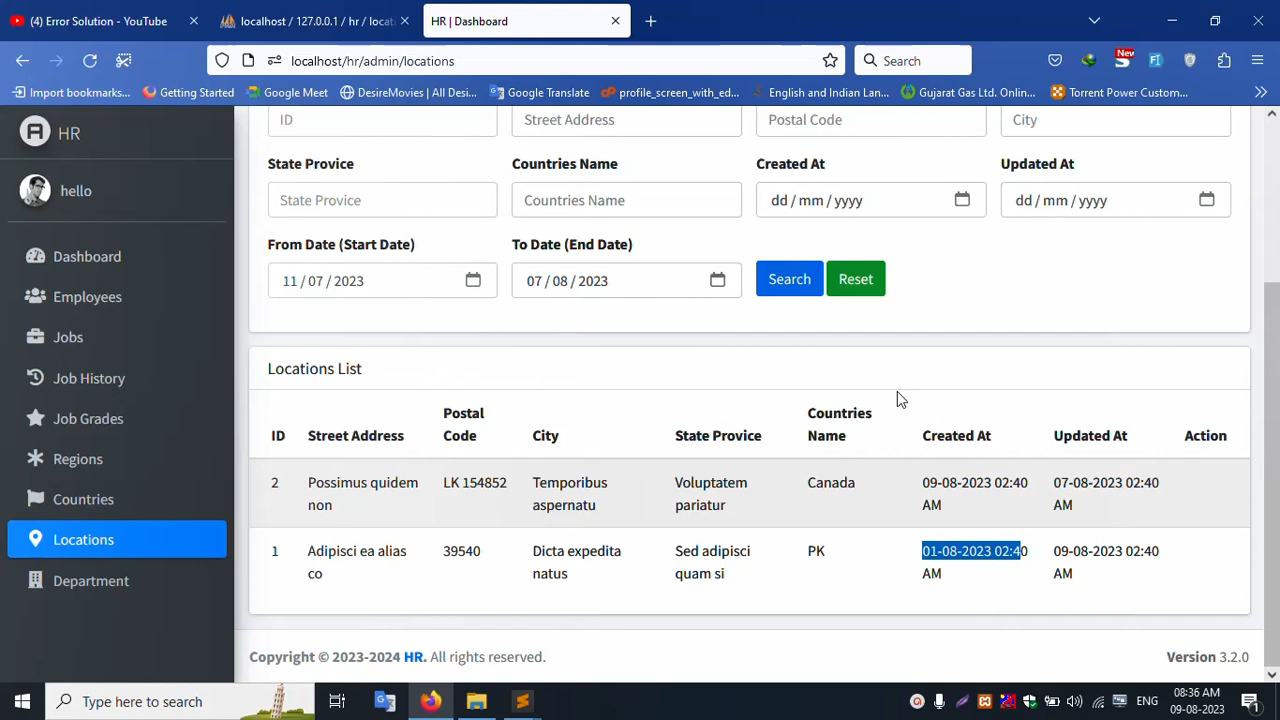 (4) Error Solution - YouTube
localhost / 127.0.0.1 / hr / locat
HR | Dashboard
localhost/hr/admin/locations
Search
New
Import bookmarks...
Getting Started
Google Meet
DesireMovies | All Desi...
Google Translate
profile_screen_with_ed...
English and Indian Lan...
Gujarat Gas Ltd. Onlin...
Torrent Power Custom...
HR
hello
Dashboard
Employees
Jobs
Job History
Job Grades
Regions
Countries
Locations
Department
ID
Street Address
Postal Code
City
State Provice
Countries Name
Created At
Updated At
State Provice
Countries Name
dd / mm / yyyy
dd / mm / yyyy
From Date (Start Date)
To Date (End Date)
11 / 07 / 2023
07 / 08 / 2023
Search
Reset
Locations List
Postal
Countries
ID Street Address Code City State Provice Name Created At Updated At Action
2 Possimus quidem LK 154852 Temporibus Voluptatem Canada 09-08-2023 02:40 07-08-2023 02:40
non aspernatu pariatur AM AM
1 Adipisci ea alias 39540 Dicta expedita Sed adipisci PK 01-08-2023 02:40 09-08-2023 02:40
co natus quam si AM AM
Copyright © 2023-2024 HR. All rights reserved.
Version 3.2.0
Type here to search
ENG
08:36 AM
09-08-2023
1